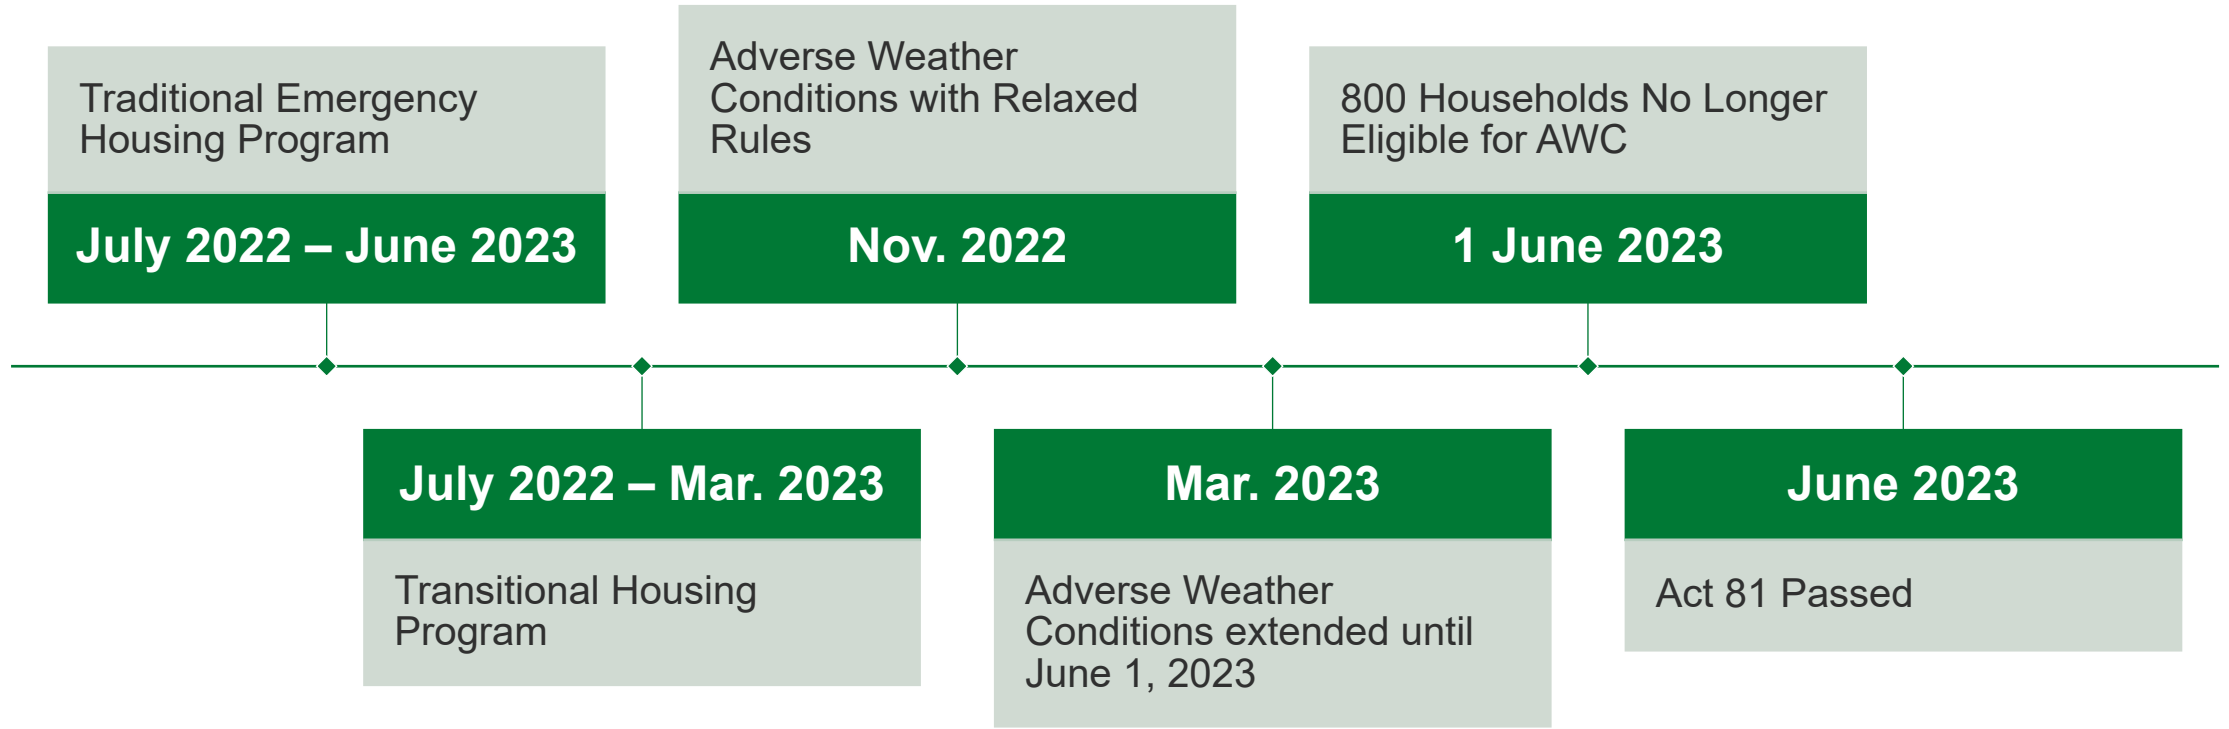 Traditional Emergency
Housing Program
July 2022 – June 2023
July 2022 – Mar. 2023
Transitional Housing
Program
Adverse Weather
Conditions with Relaxed
Rules
Nov. 2022
Mar. 2023
Adverse Weather
Conditions extended until
June 1, 2023
800 Households No Longer
Eligible for AWC
1 June 2023
June 2023
Act 81 Passed